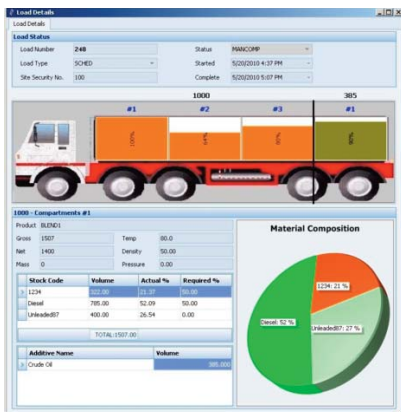 Load Details
Load Details
Load Status
Load Number 248 Status MANCOMP
Load Type SCHED Started 5/20/2010 4:37 PM
Site Security No. 100 Complete 5/20/2010 5:07 PM
1000 385
#1 #2 #3 #1
100% 64% 85% 90%
1000 - Compartments #1
Product BLEND1
Gross 1507 Temp 80.0
Net 1400 Density 50.00
Mass 0 Pressure 0.00
Stock Code Volume Actual % Required %
1234 322.00 21.37 50.00
Diesel 785.00 52.09 50.00
Unleaded87 400.00 26.54 0.00
TOTAL:1507.00
Additive Name Volume
Crude Oil 385.000
Material Composition
1234: 21 %
Diesel: 52 %
Unleaded87: 27 %